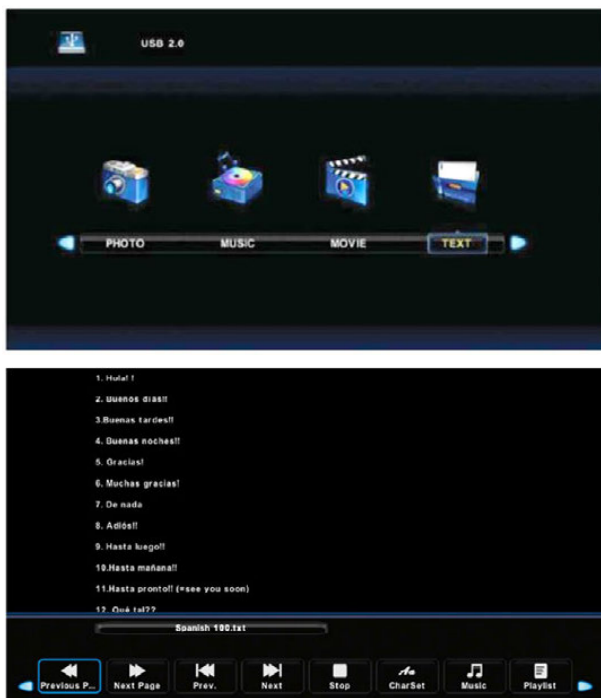 USB 2.0
PHOTO MUSIC MOVIE TEXT
1. Hola! !
2. Buenos días!!
3.Buenas tardes!!
4. Buenas noches!!
5. Gracias!
6. Muchas gracias!
7. De nada
8. Adiós!!
9. Hasta luego!!
10.Hasta mañana!!
11.Hasta pronto!! (=see you soon)
12. Qué tal??
Spanish 100.txt
Previous P... Next Page Prev. Next Stop CharSet Music Playlist